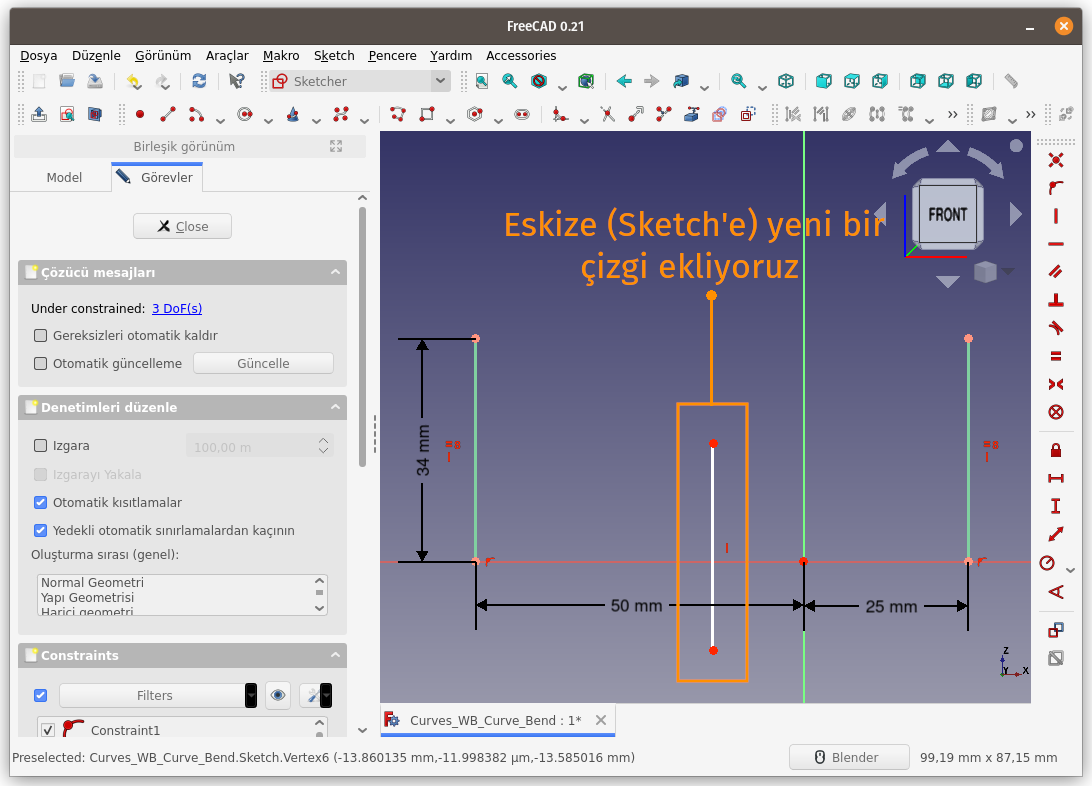 FreeCAD 0.21
Dosya Düzenle Görünüm Araçlar Makro Sketch Pencere Yardım Accessories
Sketcher
Birleşik görünüm
Model Görevler
Close
Çözücü mesajları
Under constrained: 3 DoF(s)
Gereksizleri otomatik kaldır
Otomatik güncelleme Güncelle
Denetimleri düzenle
Izgara 100,00 m
Izgarayı Yakala
Otomatik kısıtlamalar
Yedekli otomatik sınırlamalardan kaçının
Oluşturma sırası (genel):
Normal Geometri
Yapı Geometrisi
Harici geometri
Constraints
Filters
Constraint1
Eskize (Sketch'e) yeni bir
çizgi ekliyoruz
FRONT
34 mm
50 mm
25 mm
Z
Y X
Curves_WB_Curve_Bend : 1*
Preselected: Curves_WB_Curve_Bend.Sketch.Vertex6 (-13.860135 mm,-11.998382 µm,-13.585016 mm)
Blender
99,19 mm x 87,15 mm